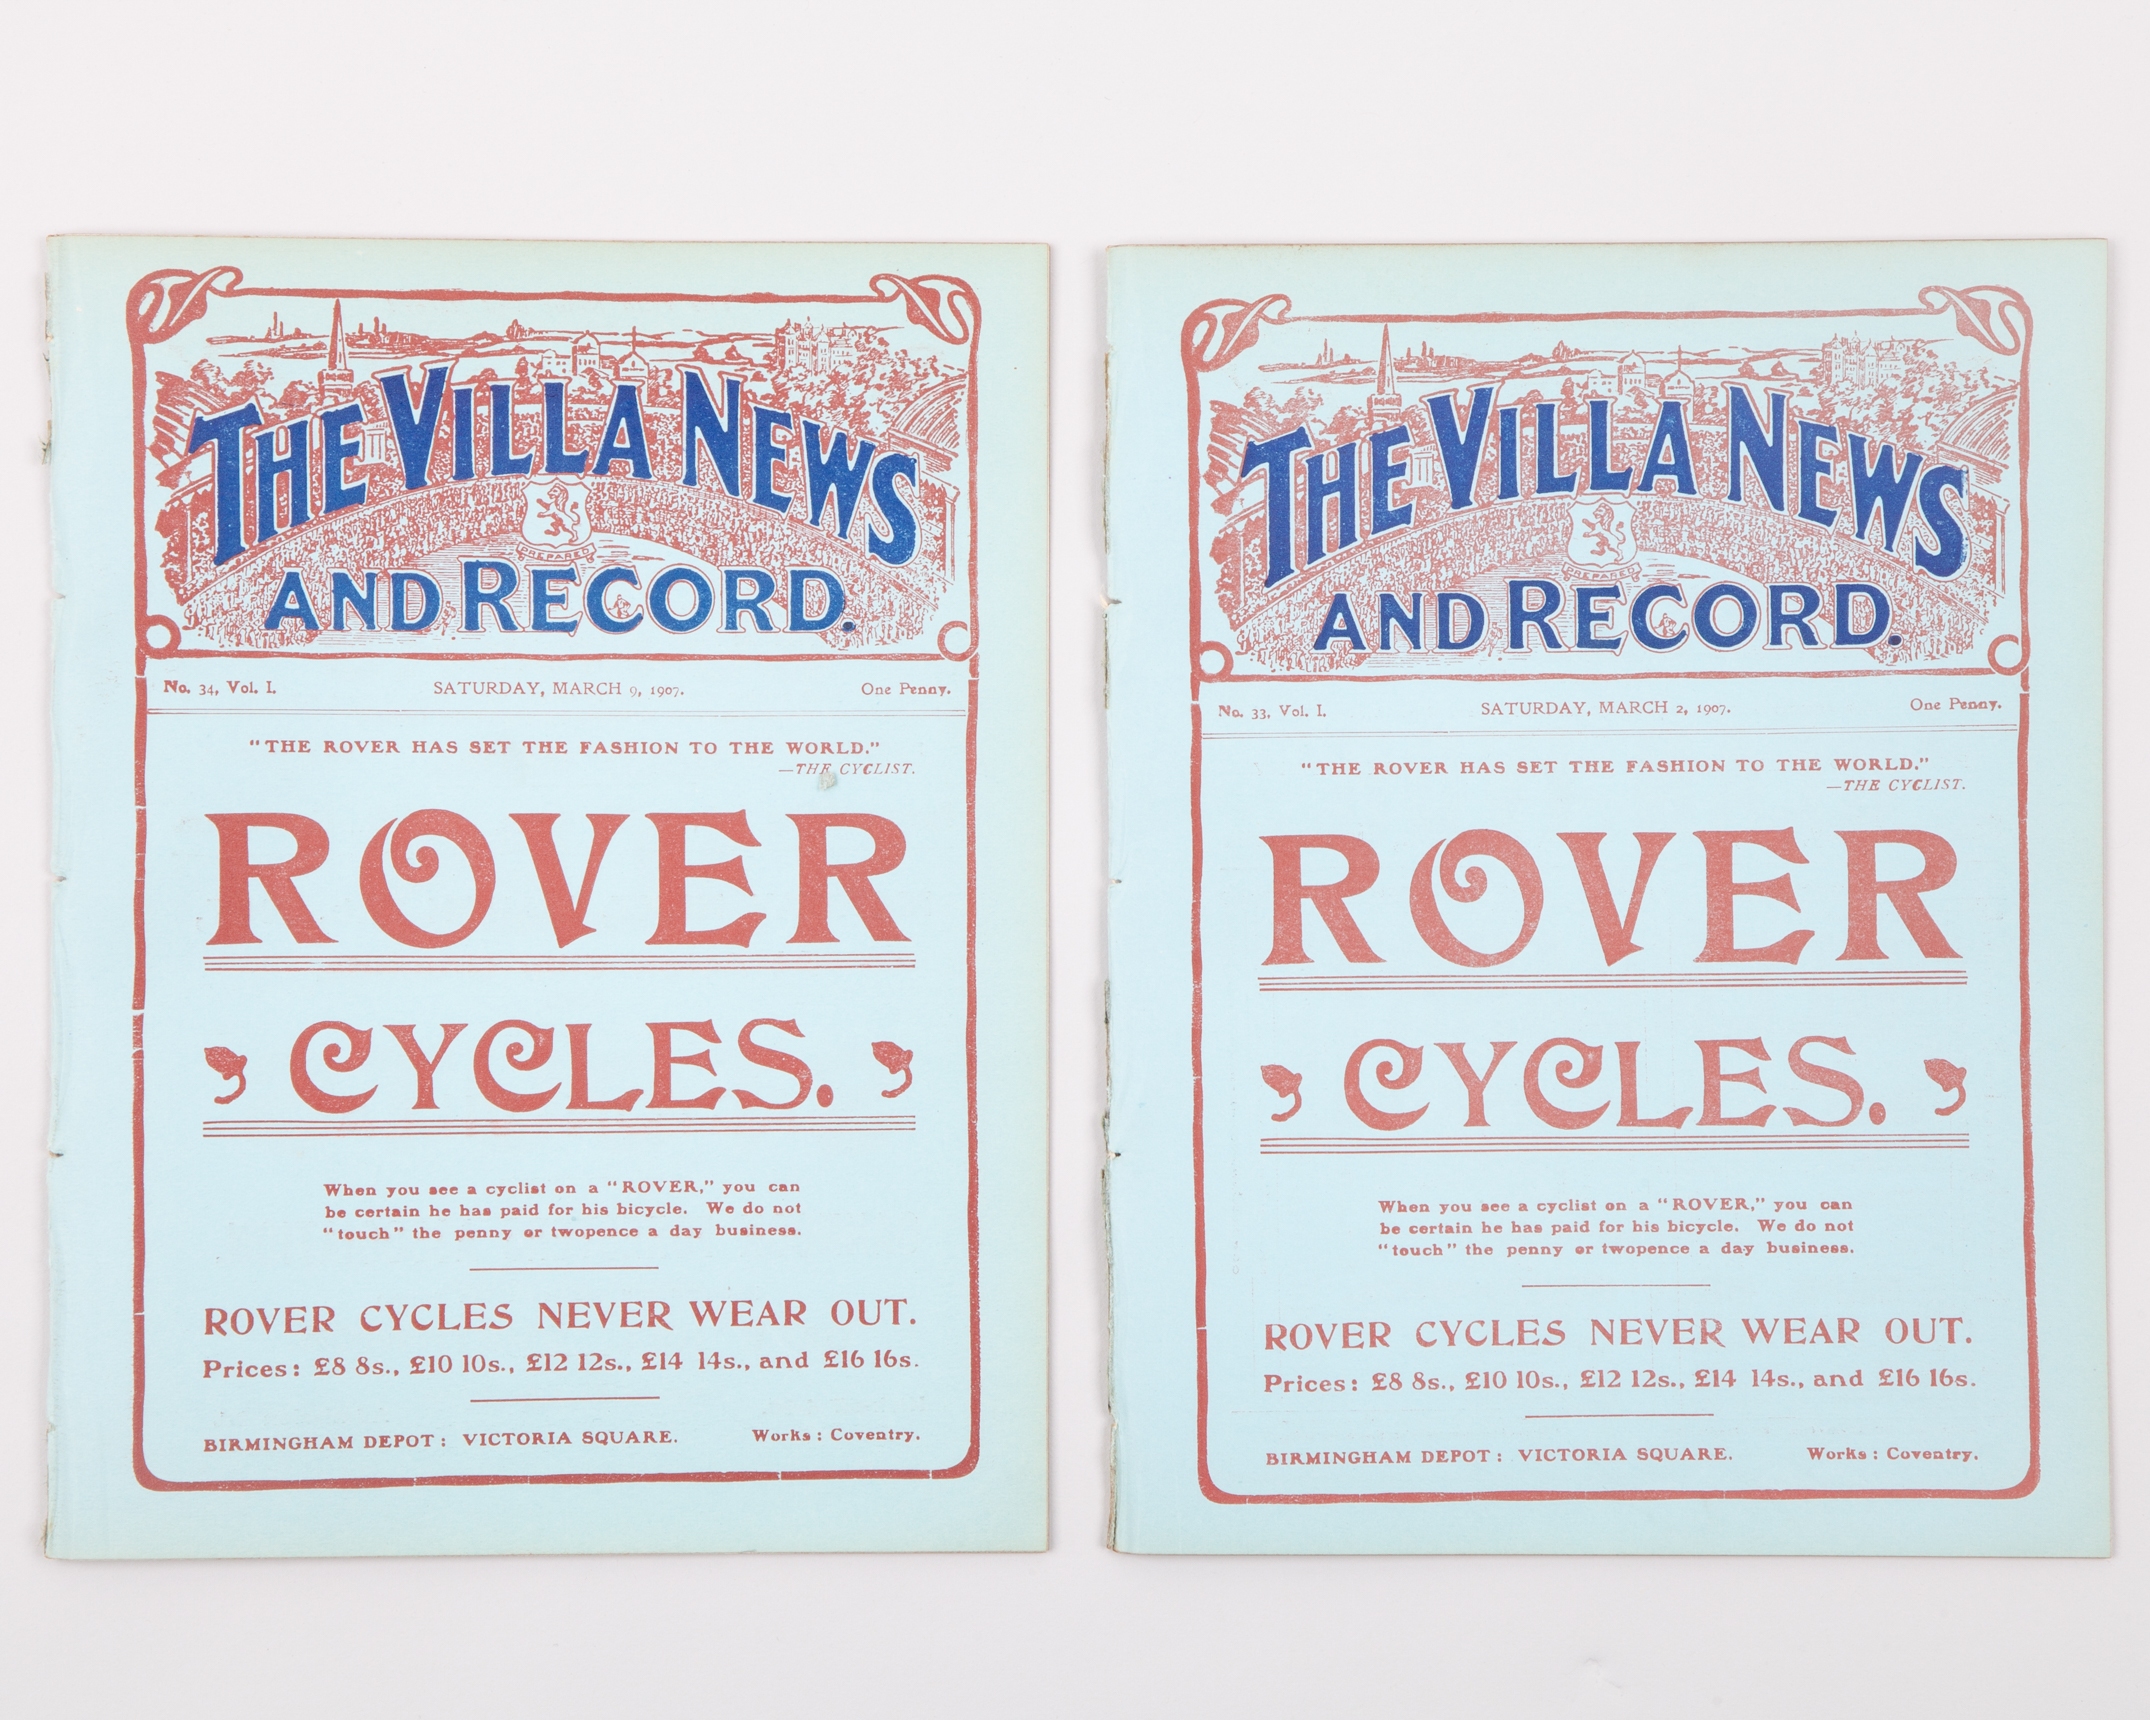 THE VILLA NEWS
PREPARED
AND RECORD.
No. 34, Vol. I. SATURDAY, MARCH 9, 1907. One Penny.
"THE ROVER HAS SET THE FASHION TO THE WORLD."
—THE CYCLIST.
ROVER
CYCLES.
When you see a cyclist on a "ROVER," you can
be certain he has paid for his bicycle. We do not
"touch" the penny or twopence a day business.
ROVER CYCLES NEVER WEAR OUT.
Prices: £8 8s., £10 10s., £12 12s., £14 14s., and £16 16s.
BIRMINGHAM DEPOT: VICTORIA SQUARE. Works: Coventry.
THE VILLA NEWS
PREPARED
AND RECORD.
No. 33, Vol. I. SATURDAY, MARCH 2, 1907. One Penny.
"THE ROVER HAS SET THE FASHION TO THE WORLD."
—THE CYCLIST.
ROVER
CYCLES.
When you see a cyclist on a "ROVER," you can
be certain he has paid for his bicycle. We do not
"touch" the penny or twopence a day business.
ROVER CYCLES NEVER WEAR OUT.
Prices: £8 8s., £10 10s., £12 12s., £14 14s., and £16 16s.
BIRMINGHAM DEPOT: VICTORIA SQUARE. Works: Coventry.